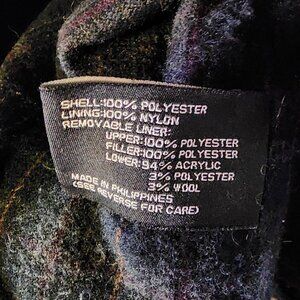 SHELL:100% POLYESTER
LINING:100% NYLON
REMOVABLE LINER:
UPPER:100% POLYESTER
FILLER:100% POLYESTER
LOWER:94% ACRYLIC
3% POLYESTER
3% WOOL
MADE IN PHILIPPINES
(SEE REVERSE FOR CARE)